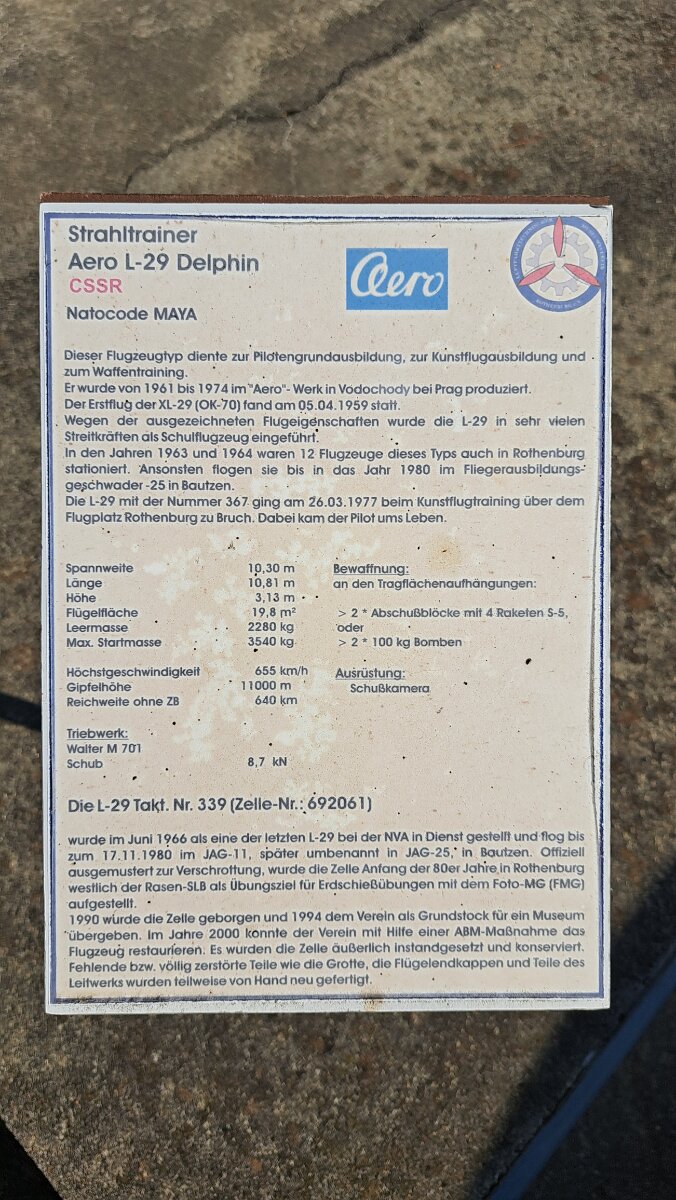 Strahltrainer
Aero L-29 Delphin
CSSR
Natocode MAYA
Aero
Dieser Flugzeugtyp diente zur Pilotengrundausbildung, zur Kunstflugausbildung und
zum Waffentraining.
Er wurde von 1961 bis 1974 im "Aero"- Werk in Vodochody bei Prag produziert.
Der Erstflug der XL-29 (OK-70) fand am 05.04.1959 statt.
Wegen der ausgezeichneten Flugeigenschaften wurde die L-29 in sehr vielen
Streitkräften als Schulflugzeug eingeführt.
In den Jahren 1963 und 1964 waren 12 Flugzeuge dieses Typs auch in Rothenburg
stationiert. Ansonsten flogen sie bis in das Jahr 1980 im Fliegerausbildungs-
geschwader -25 in Bautzen.
Die L-29 mit der Nummer 367 ging am 26.03.1977 beim Kunstflugtraining über dem
Flugplatz Rothenburg zu Bruch. Dabei kam der Pilot ums Leben.
Spannweite 10,30 m
Länge 10,81 m
Höhe 3,13 m
Flügelfläche 19,8 m²
Leermasse 2280 kg
Max. Startmasse 3540 kg
Höchstgeschwindigkeit 655 km/h
Gipfelhöhe 11000 m
Reichweite ohne ZB 640 km
Triebwerk:
Walter M 701
Schub 8,7 kN
Bewaffnung:
an den Tragflächenaufhängungen:
> 2 * Abschußblöcke mit 4 Raketen S-5,
oder
> 2 * 100 kg Bomben
Ausrüstung:
Schußkamera
Die L-29 Takt. Nr. 339 (Zelle-Nr.: 692061)
wurde im Juni 1966 als eine der letzten L-29 bei der NVA in Dienst gestellt und flog bis
zum 17.11.1980 im JAG-11, später umbenannt in JAG-25, in Bautzen. Offiziell
ausgemustert zur Verschrottung, wurde die Zelle Anfang der 80er Jahre in Rothenburg
westlich der Rasen-SLB als Übungsziel für Erdschießübungen mit dem Foto-MG (FMG)
aufgestellt.
1990 wurde die Zelle geborgen und 1994 dem Verein als Grundstock für ein Museum
übergeben. Im Jahre 2000 konnte der Verein mit Hilfe einer ABM-Maßnahme das
Flugzeug restaurieren. Es wurden die Zelle äußerlich instandgesetzt und konserviert.
Fehlende bzw. völlig zerstörte Teile wie die Grotte, die Flügelendkappen und Teile des
Leitwerks wurden teilweise von Hand neu gefertigt.